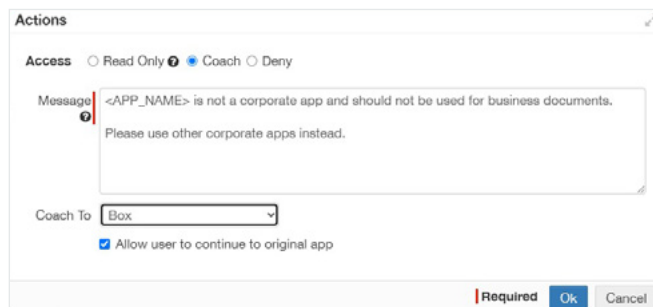 Actions
Access Read Only Coach Deny
Message <APP_NAME> is not a corporate app and should not be used for business documents.
Please use other corporate apps instead.
Coach To Box
Allow user to continue to original app
Required Ok Cancel